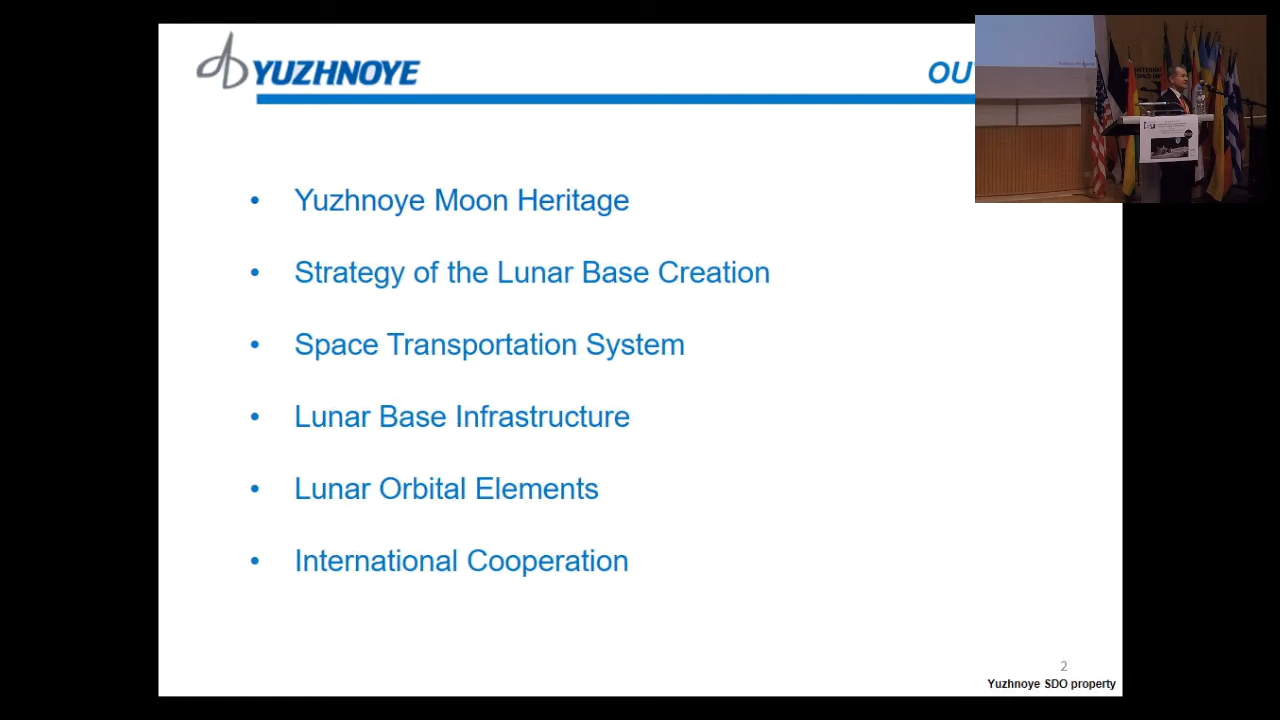 YUZHNOYE
OU
• Yuzhnoye Moon Heritage
• Strategy of the Lunar Base Creation
• Space Transportation System
• Lunar Base Infrastructure
• Lunar Orbital Elements
• International Cooperation
2
Yuzhnoye SDO property